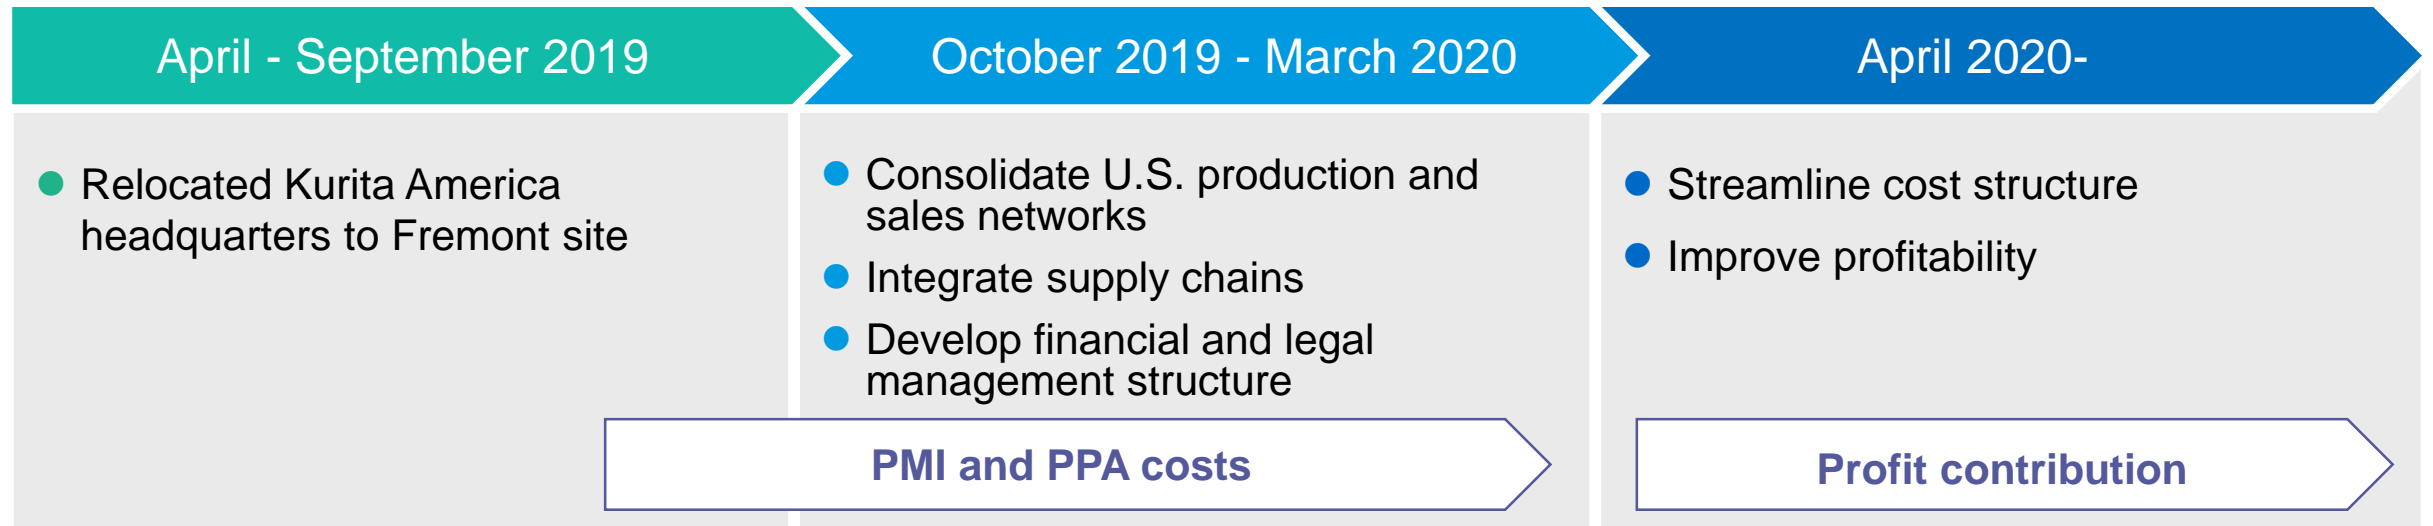 April - September 2019
October 2019 - March 2020
April 2020-
Relocated Kurita America
headquarters to Fremont site
Consolidate U.S. production and
sales networks
Integrate supply chains
Develop financial and legal
management structure
Streamline cost structure
Improve profitability
PMI and PPA costs
Profit contribution